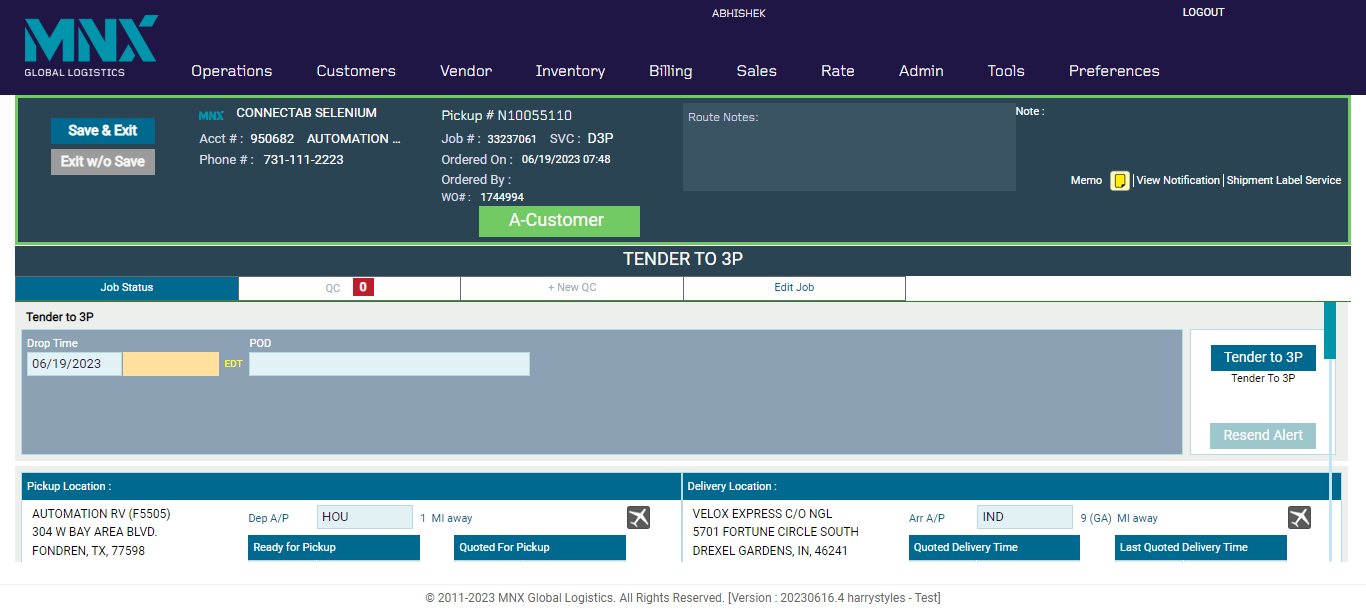 ABHISHEK
LOGOUT
MNX
GLOBAL LOGISTICS
Operations Customers Vendor Inventory Billing Sales Rate Admin Tools Preferences
Save & Exit
Exit w/o Save
MNX CONNECTAB SELENIUM
Acct # : 950682 AUTOMATION ...
Phone # : 731-111-2223
Pickup # N10055110
Job # : 33237061 SVC : D3P
Ordered On : 06/19/2023 07:48
Ordered By :
WO# : 1744994
A-Customer
Route Notes:
Note :
Memo | View Notification | Shipment Label Service
TENDER TO 3P
Job Status
QC 0
+ New QC
Edit Job
Tender to 3P
Drop Time
POD
06/19/2023
EDT
Tender to 3P
Tender To 3P
Resend Alert
Pickup Location :
AUTOMATION RV (F5505)
304 W BAY AREA BLVD.
FONDREN, TX, 77598
Dep A/P HOU 1 MI away
Ready for Pickup
Quoted For Pickup
Delivery Location :
VELOX EXPRESS C/O NGL
5701 FORTUNE CIRCLE SOUTH
DREXEL GARDENS, IN, 46241
Arr A/P IND 9 (GA) MI away
Quoted Delivery Time
Last Quoted Delivery Time
© 2011-2023 MNX Global Logistics. All Rights Reserved. [Version : 20230616.4 harrystyles - Test]